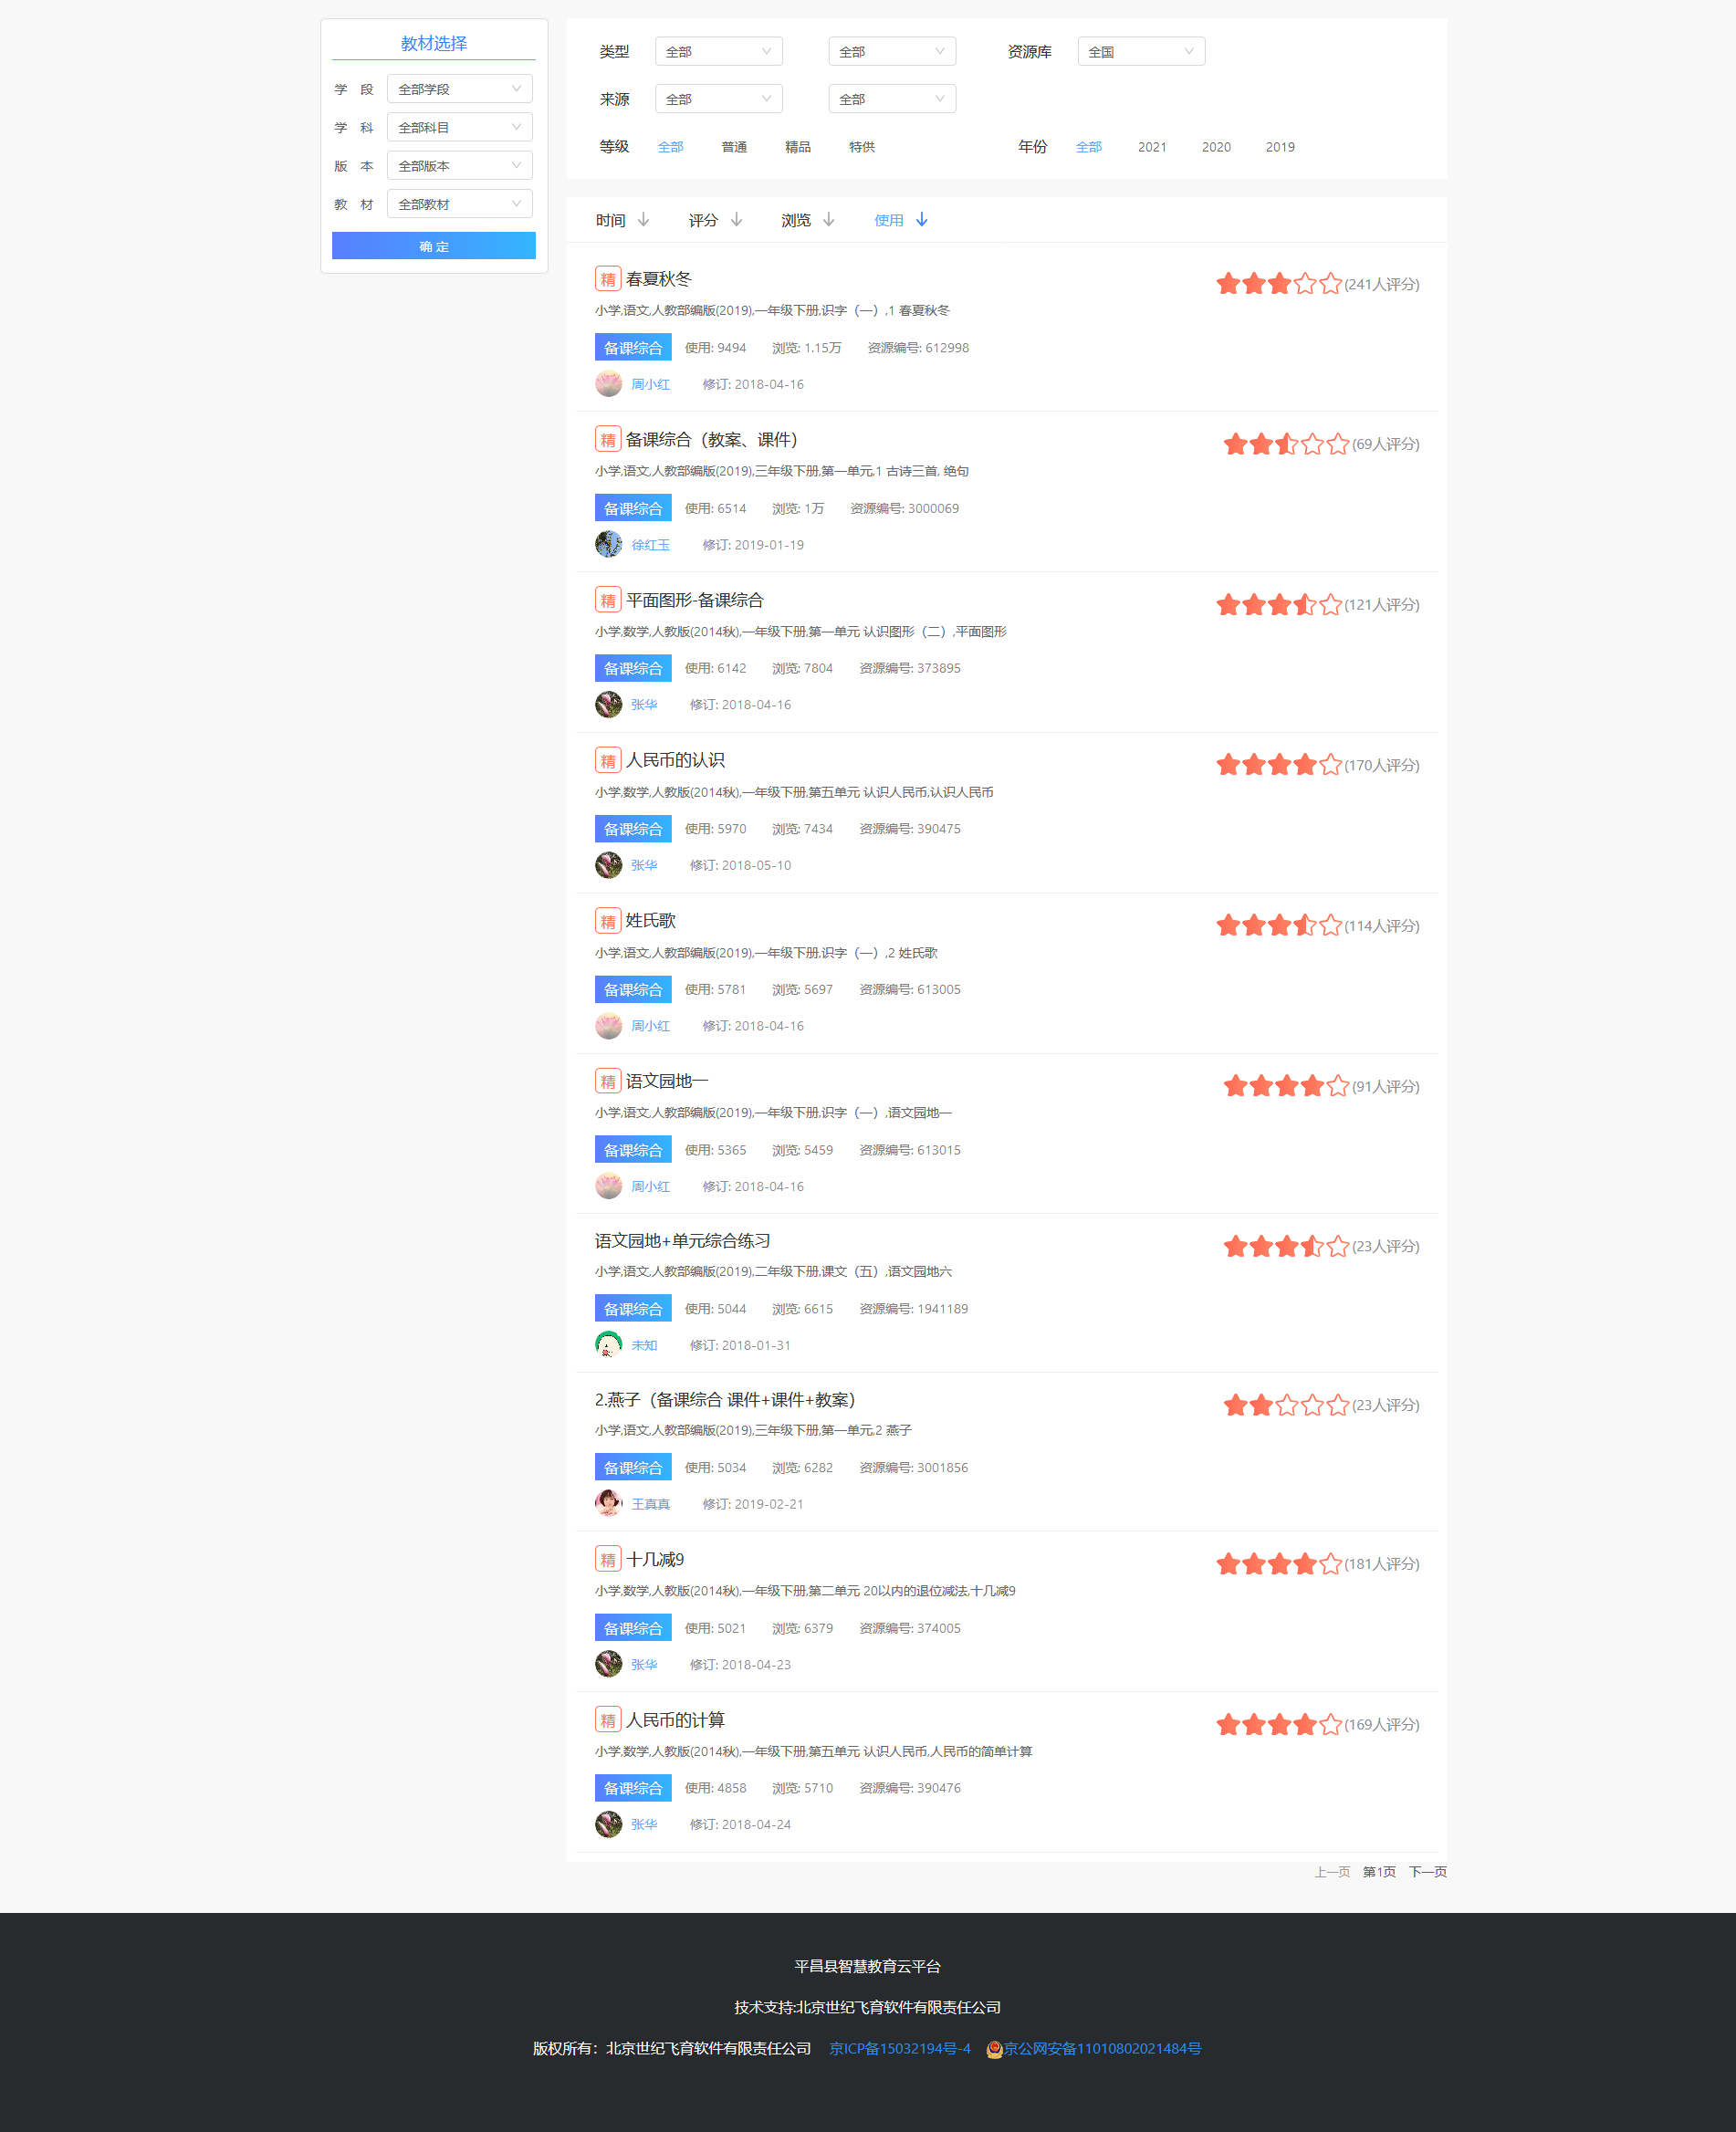 教材选择
学 段 全部学段
学 科 全部科目
版 本 全部版本
教 材 全部教材
确 定
类型 全部 全部 资源库 全国
来源 全部 全部
等级 全部 普通 精品 特供 年份 全部 2021 2020 2019
时间 评分 浏览 使用
精 春夏秋冬 (241人评分)
小学,语文,人教部编版(2019),一年级下册,识字（一）,1 春夏秋冬
备课综合 使用: 9494 浏览: 1.15万 资源编号: 612998
周小红 修订: 2018-04-16
精 备课综合（教案、课件） (69人评分)
小学,语文,人教部编版(2019),三年级下册,第一单元,1 古诗三首, 绝句
备课综合 使用: 6514 浏览: 1万 资源编号: 3000069
徐红玉 修订: 2019-01-19
精 平面图形-备课综合 (121人评分)
小学,数学,人教版(2014秋),一年级下册,第一单元 认识图形（二）,平面图形
备课综合 使用: 6142 浏览: 7804 资源编号: 373895
张华 修订: 2018-04-16
精 人民币的认识 (170人评分)
小学,数学,人教版(2014秋),一年级下册,第五单元 认识人民币,认识人民币
备课综合 使用: 5970 浏览: 7434 资源编号: 390475
张华 修订: 2018-05-10
精 姓氏歌 (114人评分)
小学,语文,人教部编版(2019),一年级下册,识字（一）,2 姓氏歌
备课综合 使用: 5781 浏览: 5697 资源编号: 613005
周小红 修订: 2018-04-16
精 语文园地一 (91人评分)
小学,语文,人教部编版(2019),一年级下册,识字（一）,语文园地一
备课综合 使用: 5365 浏览: 5459 资源编号: 613015
周小红 修订: 2018-04-16
语文园地+单元综合练习 (23人评分)
小学,语文,人教部编版(2019),二年级下册,课文（五）,语文园地六
备课综合 使用: 5044 浏览: 6615 资源编号: 1941189
未知 修订: 2018-01-31
2.燕子（备课综合 课件+课件+教案） (23人评分)
小学,语文,人教部编版(2019),三年级下册,第一单元,2 燕子
备课综合 使用: 5034 浏览: 6282 资源编号: 3001856
王真真 修订: 2019-02-21
精 十几减9 (181人评分)
小学,数学,人教版(2014秋),一年级下册,第二单元 20以内的退位减法,十几减9
备课综合 使用: 5021 浏览: 6379 资源编号: 374005
张华 修订: 2018-04-23
精 人民币的计算 (169人评分)
小学,数学,人教版(2014秋),一年级下册,第五单元 认识人民币,人民币的简单计算
备课综合 使用: 4858 浏览: 5710 资源编号: 390476
张华 修订: 2018-04-24
上一页 第1页 下一页
平昌县智慧教育云平台
技术支持:北京世纪飞育软件有限责任公司
版权所有：北京世纪飞育软件有限责任公司 京ICP备15032194号-4 京公网安备11010802021484号